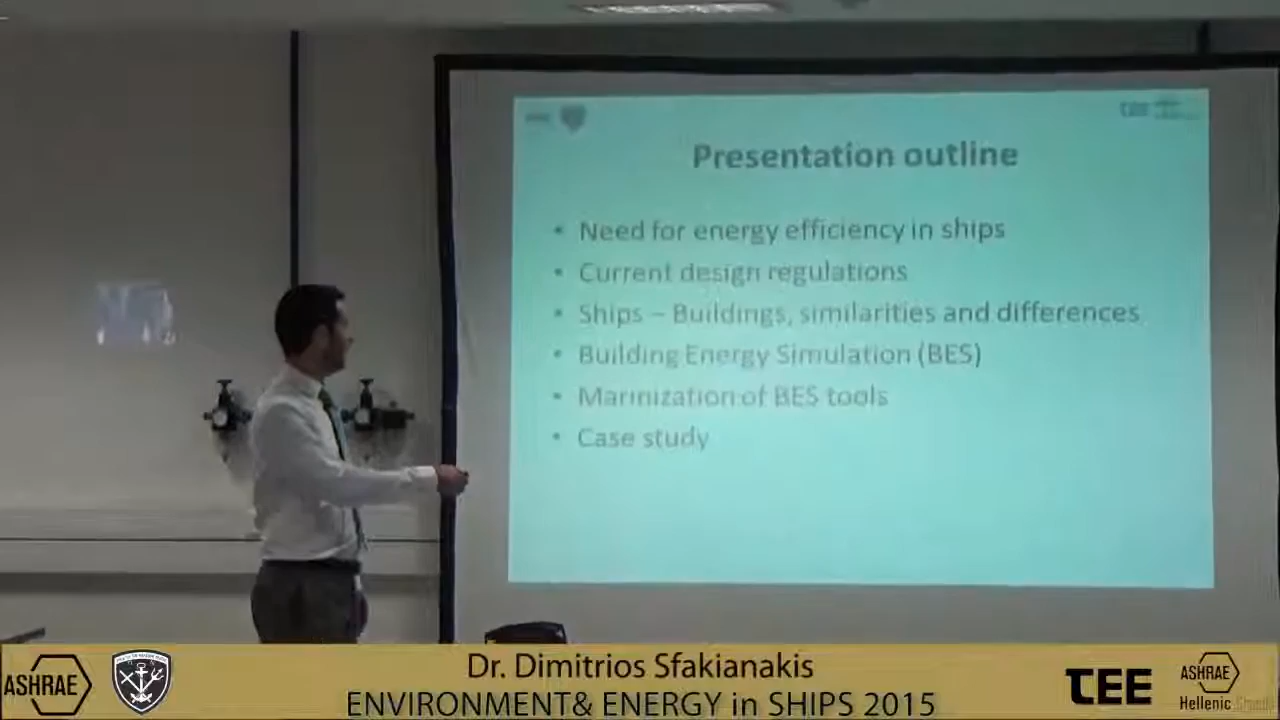 TEE
Presentation outline
• Need for energy efficiency in ships
• Current design regulations
• Ships – Buildings, similarities and differences
• Building Energy Simulation (BES)
• Marinization of BES tools
• Case study
Dr. Dimitrios Sfakianakis
ENVIRONMENT& ENERGY in SHIPS 2015
ASHRAE
TEE
ASHRAE
Hellenic